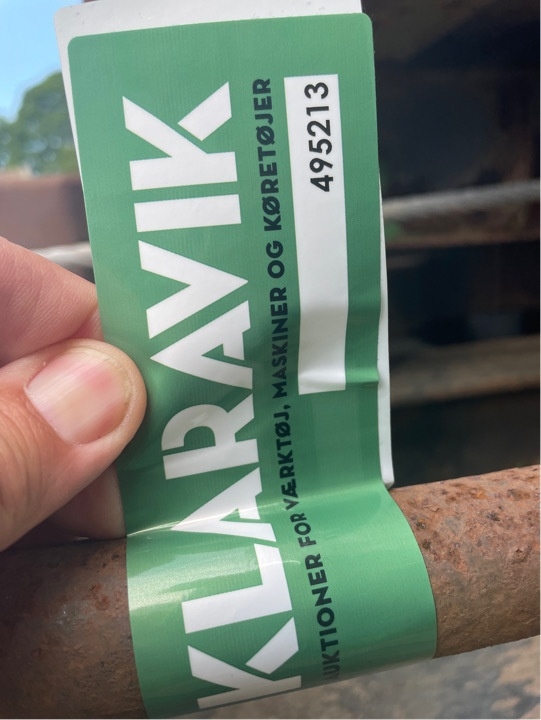 KLARAVIK
AUKTIONER FOR VÆRKTØJ, MASKINER OG KØRETØJER
495213